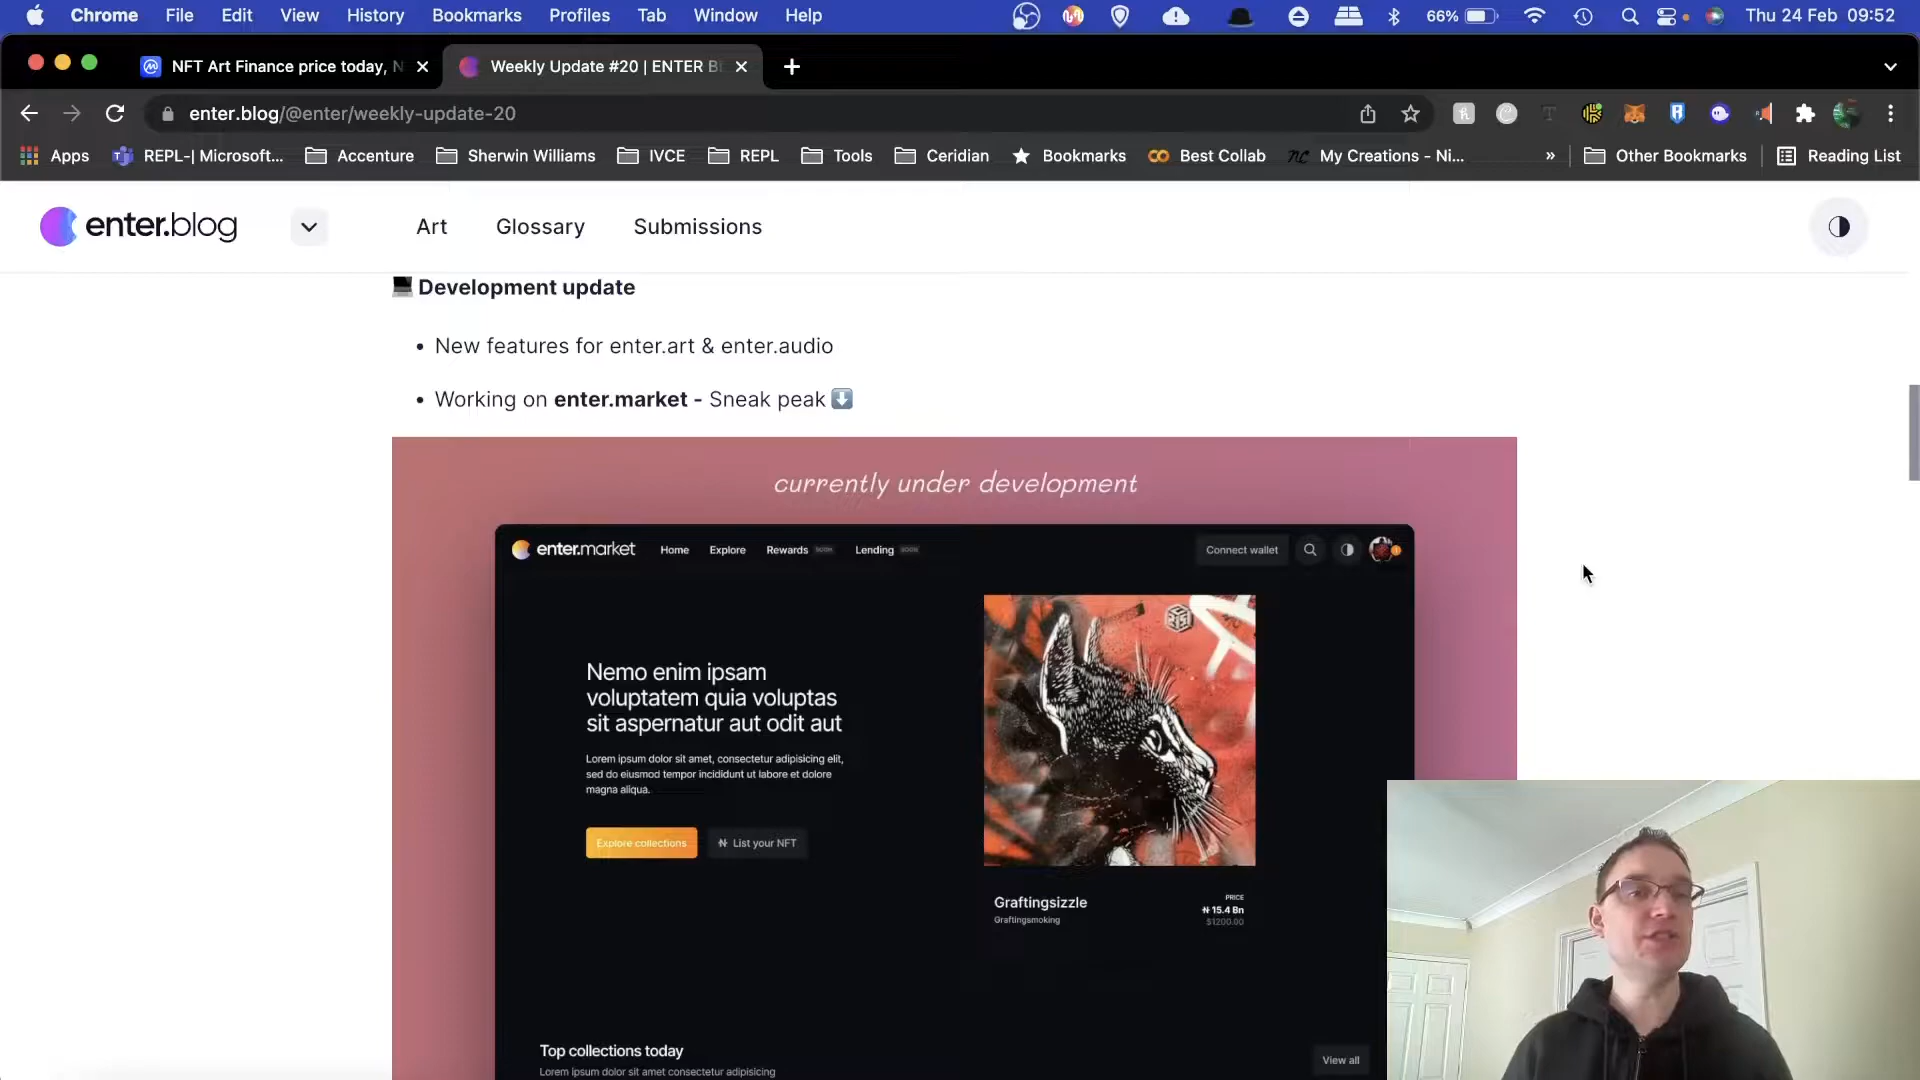 Chrome File Edit View History Bookmarks Profiles Tab Window Help 66% Thu 24 Feb 09:52
NFT Art Finance price today, N Weekly Update #20 | ENTER B
enter.blog/@enter/weekly-update-20
Apps REPL-| Microsoft... Accenture Sherwin Williams IVCE REPL Tools Ceridian Bookmarks Best Collab My Creations - Ni... » Other Bookmarks Reading List
enter.blog Art Glossary Submissions
Development update
• New features for enter.art & enter.audio
• Working on enter.market - Sneak peak
currently under development
enter.market Home Explore Rewards SOON Lending SOON Connect wallet
Nemo enim ipsam
voluptatem quia voluptas
sit aspernatur aut odit aut
Lorem ipsum dolor sit amet, consectetur adipisicing elit,
sed do eiusmod tempor incididunt ut labore et dolore
magna aliqua.
Explore collections List your NFT
Graftingsizzle
Graftingsmoking
PRICE
15.4 Bn
$1200.00
Top collections today
Lorem ipsum dolor sit amet consectetur adipisicing
View all